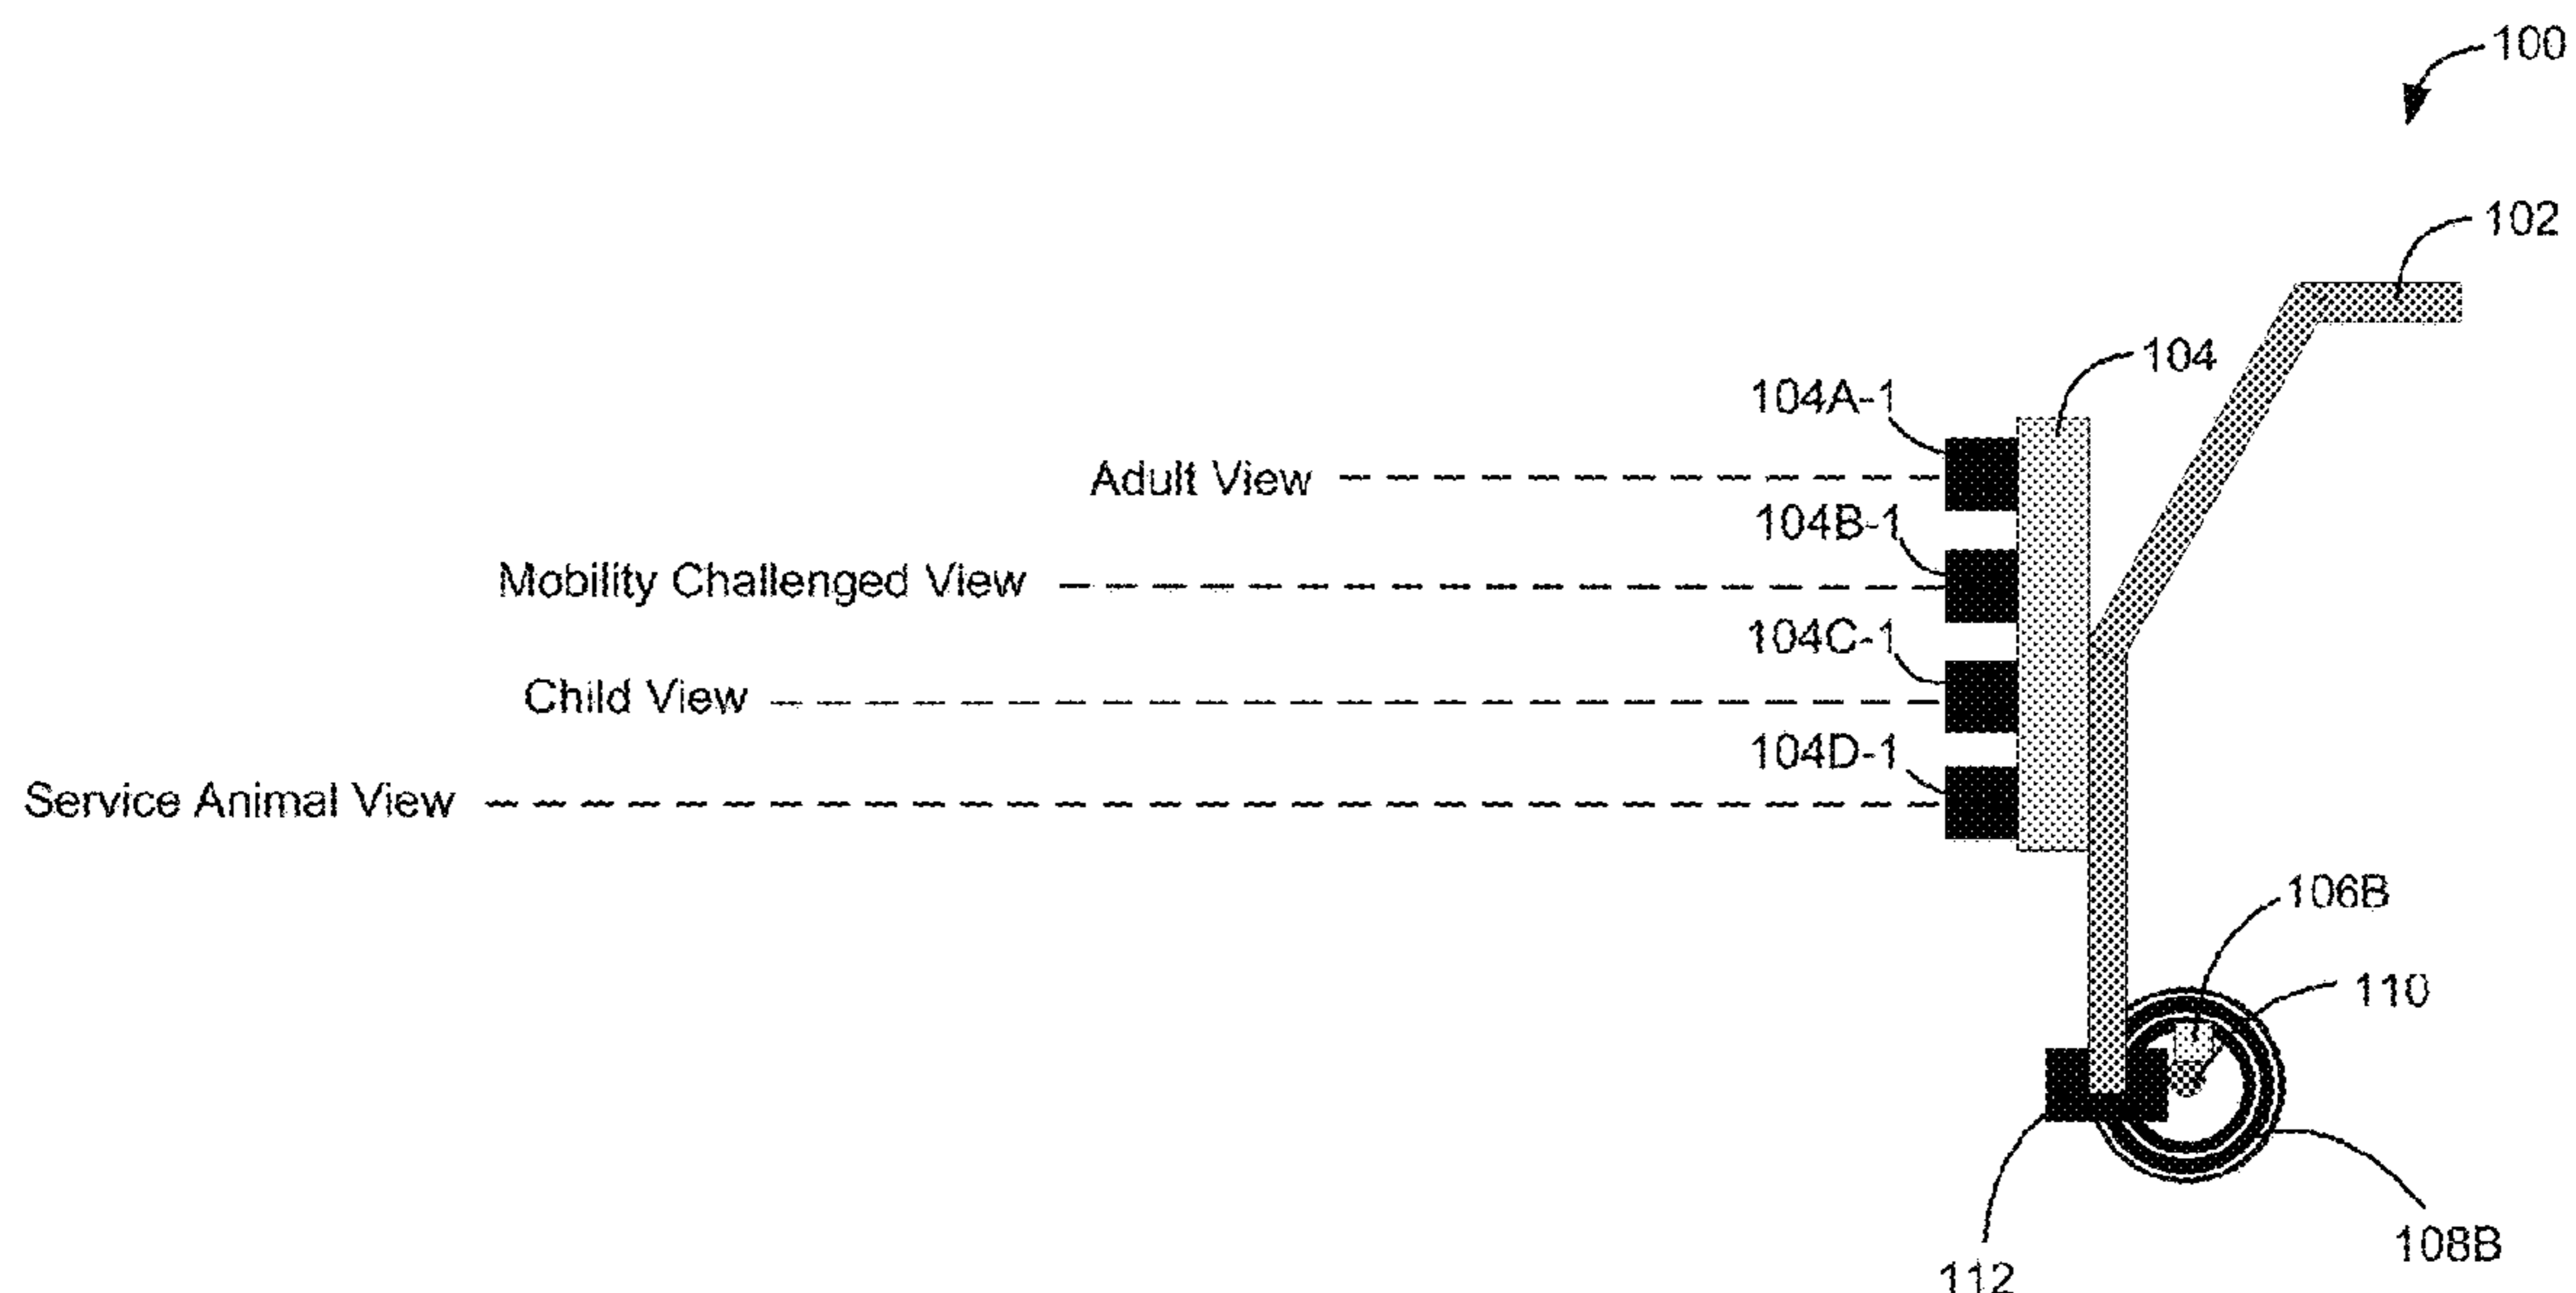 100
102
104
104A-1
Adult View
104B-1
Mobility Challenged View
104C-1
Child View
104D-1
Service Animal View
106B
110
108B
112